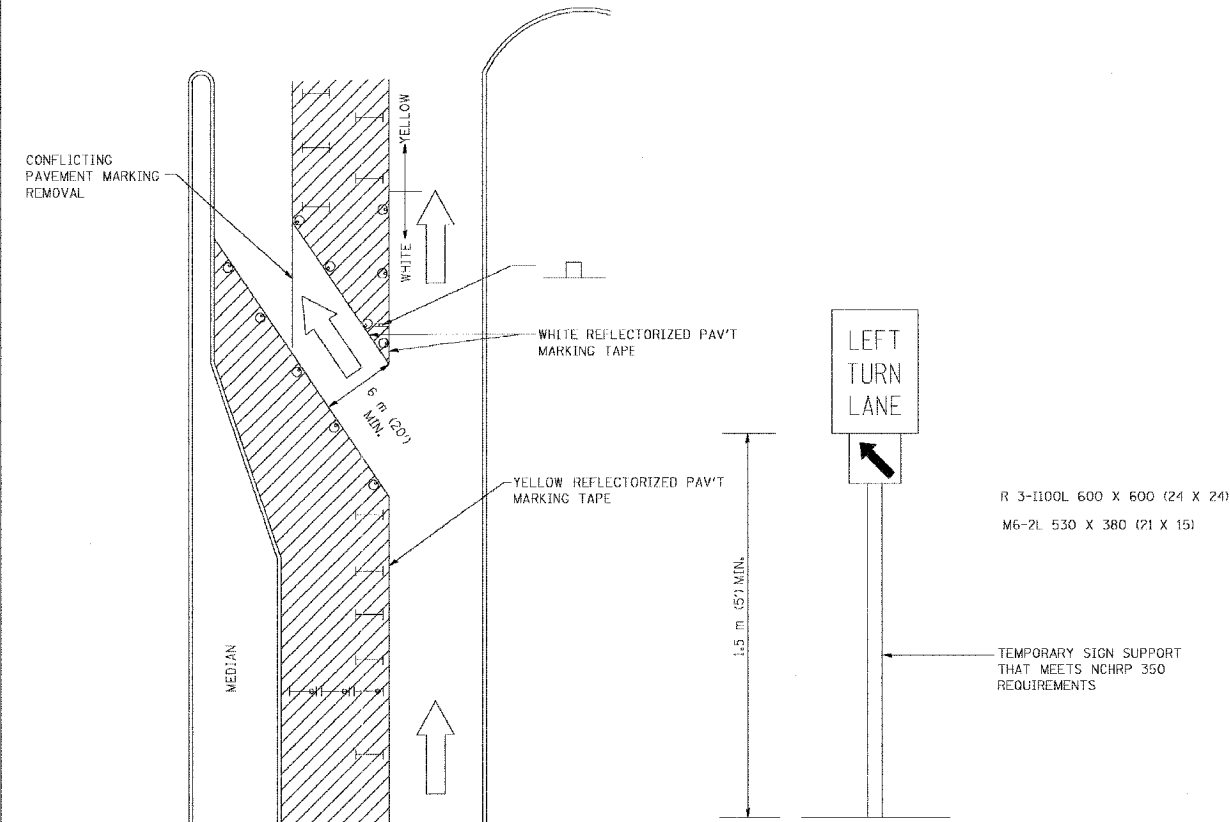 CONFLICTING
PAVEMENT MARKING
REMOVAL
YELLOW
WHITE
WHITE REFLECTORIZED PAV'T
MARKING TAPE
6 m (20')
MIN.
YELLOW REFLECTORIZED PAV'T
MARKING TAPE
MEDIAN
LEFT
TURN
LANE
1.5 m (5') MIN.
R 3-I100L 600 X 600 (24 X 24)
M6-2L 530 X 380 (21 X 15)
TEMPORARY SIGN SUPPORT
THAT MEETS NCHRP 350
REQUIREMENTS